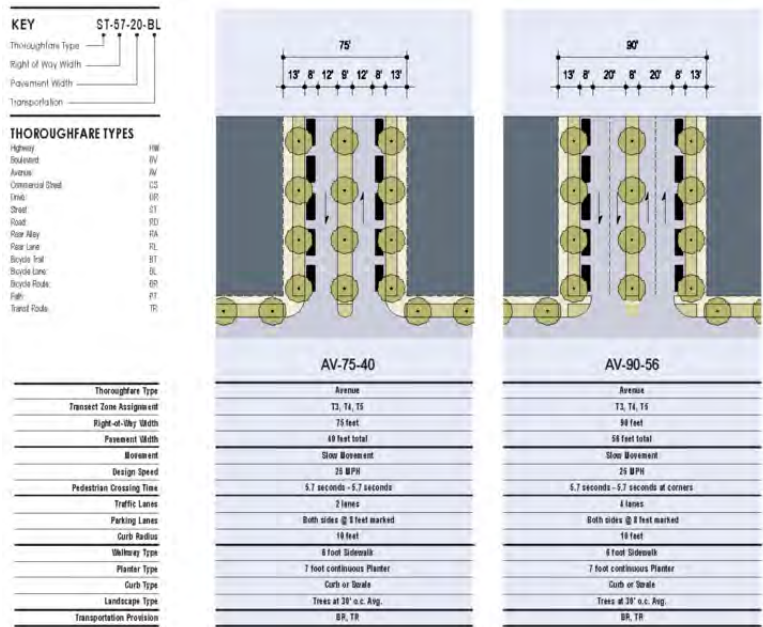 KEY ST-57-20-BL
Thoroughfare Type
Right of Way Width
Pavement Width
Transportation
THOROUGHFARE TYPES
Highway HW
Boulevard BV
Avenue AV
Commercial Street CS
Drive DR
Street ST
Road RD
Rear Alley RA
Rear Lane RL
Bicycle Trail BT
Bicycle Lane BL
Bicycle Route BR
Path PT
Transit Route TR
75'
13' 8' 12' 9' 12' 8' 13'
90'
13' 8' 20' 8' 20' 8' 13'
AV-75-40 AV-90-56
Thoroughfare Type Avenue Avenue
Transect Zone Assignment T3, T4, T5 T3, T4, T5
Right-of-Way Width 75 feet 90 feet
Pavement Width 40 feet total 56 feet total
Movement Slow Movement Slow Movement
Design Speed 25 MPH 25 MPH
Pedestrian Crossing Time 5.7 seconds - 5.7 seconds 5.7 seconds - 5.7 seconds at corners
Traffic Lanes 2 lanes 4 lanes
Parking Lanes Both sides @ 8 feet marked Both sides @ 8 feet marked
Curb Radius 10 feet 10 feet
Walkway Type 6 foot Sidewalk 6 foot Sidewalk
Planter Type 7 foot continuous Planter 7 foot continuous Planter
Curb Type Curb or Swale Curb or Swale
Landscape Type Trees at 30' o.c. Avg. Trees at 30' o.c. Avg.
Transportation Provision BR, TR BR, TR